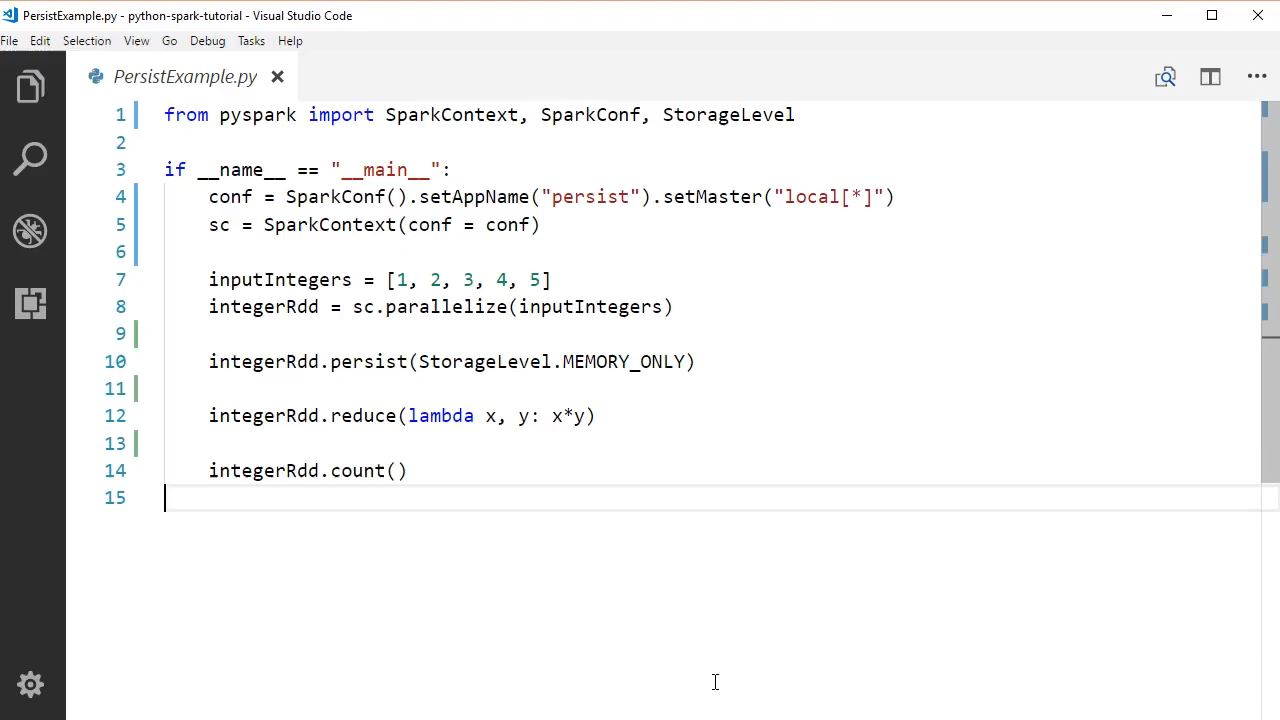 PersistExample.py - python-spark-tutorial - Visual Studio Code
File Edit Selection View Go Debug Tasks Help
PersistExample.py
1 from pyspark import SparkContext, SparkConf, StorageLevel
2
3 if __name__ == "__main__":
4     conf = SparkConf().setAppName("persist").setMaster("local[*]")
5     sc = SparkContext(conf = conf)
6
7     inputIntegers = [1, 2, 3, 4, 5]
8     integerRdd = sc.parallelize(inputIntegers)
9
10     integerRdd.persist(StorageLevel.MEMORY_ONLY)
11
12     integerRdd.reduce(lambda x, y: x*y)
13
14     integerRdd.count()
15